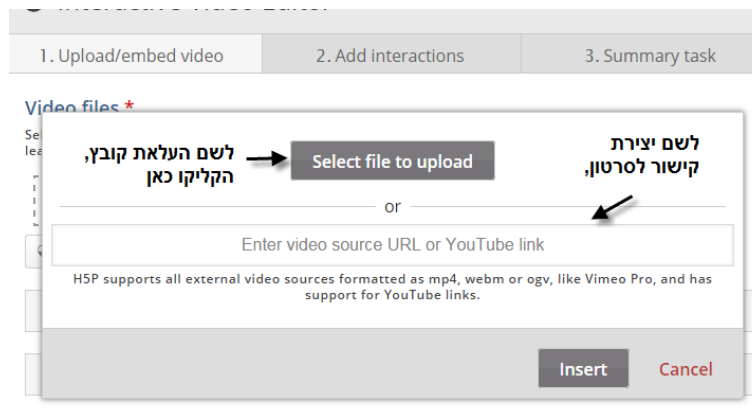 Interactive Video Editor
1. Upload/embed video
2. Add interactions
3. Summary task
Video files *
Se
lea
לשם העלאת קובץ,
הקליקו כאן
Select file to upload
לשם יצירת
קישור לסרטון,
or
Enter video source URL or YouTube link
H5P supports all external video sources formatted as mp4, webm or ogv, like Vimeo Pro, and has
support for YouTube links.
Insert
Cancel